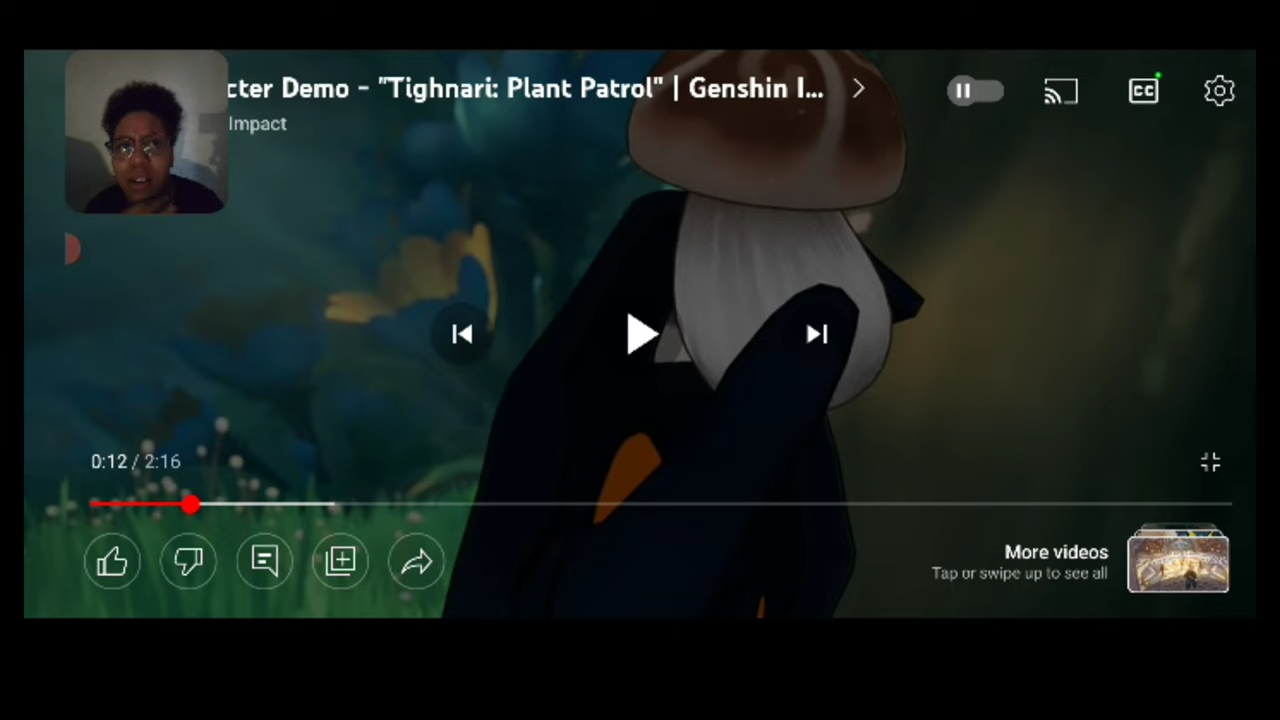 cter Demo - "Tighnari: Plant Patrol" | Genshin I...
Impact
CC
0:12 / 2:16
More videos
Tap or swipe up to see all